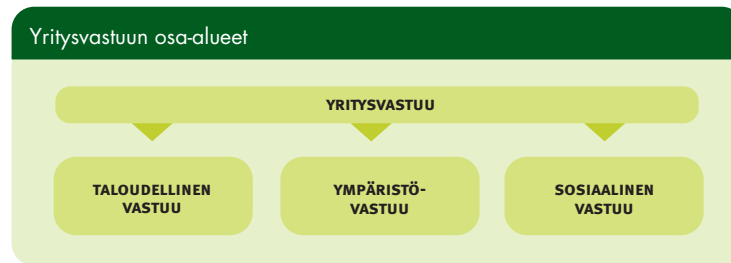 Yritysvastuun osa-alueet
YRITYSVASTUU
TALOUDELLINEN
VASTUU
YMPÄRISTÖ-
VASTUU
SOSIAALINEN
VASTUU